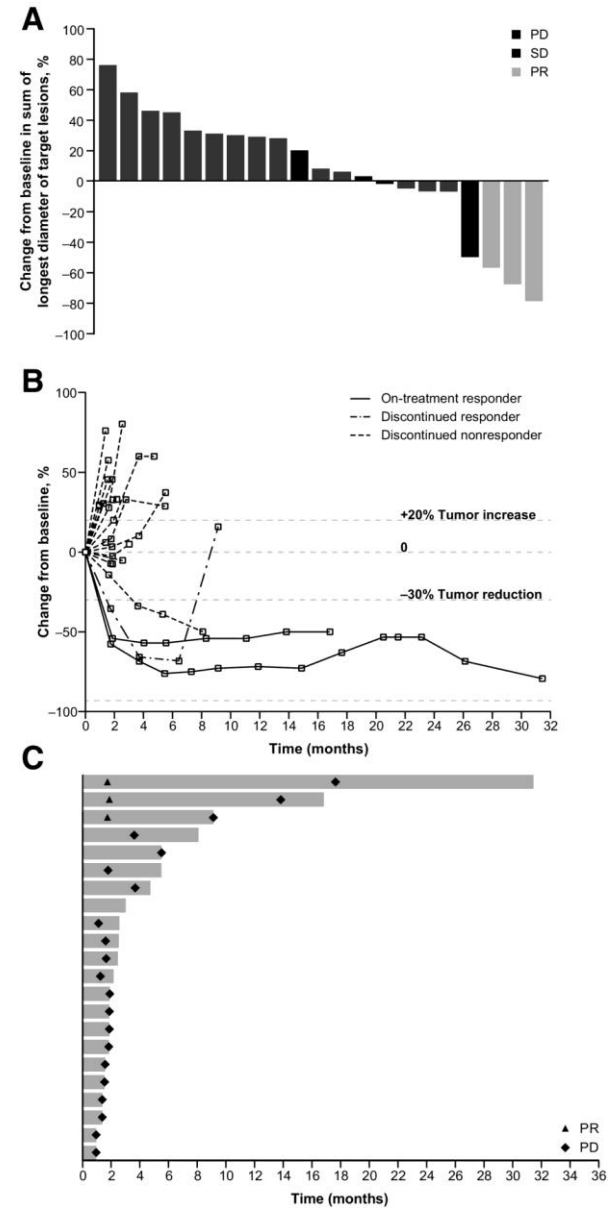 A
Change from baseline in sum of
longest diameter of target lesions, %
100
80
60
40
20
0
–20
–40
–60
–80
–100
PD
SD
PR
B
Change from baseline, %
100
50
0
–50
–100
On-treatment responder
Discontinued responder
Discontinued nonresponder
+20% Tumor increase
0
–30% Tumor reduction
0 2 4 6 8 10 12 14 16 18 20 22 24 26 28 30 32
Time (months)
C
PR
PD
0 2 4 6 8 10 12 14 16 18 20 22 24 26 28 30 32 34 36
Time (months)